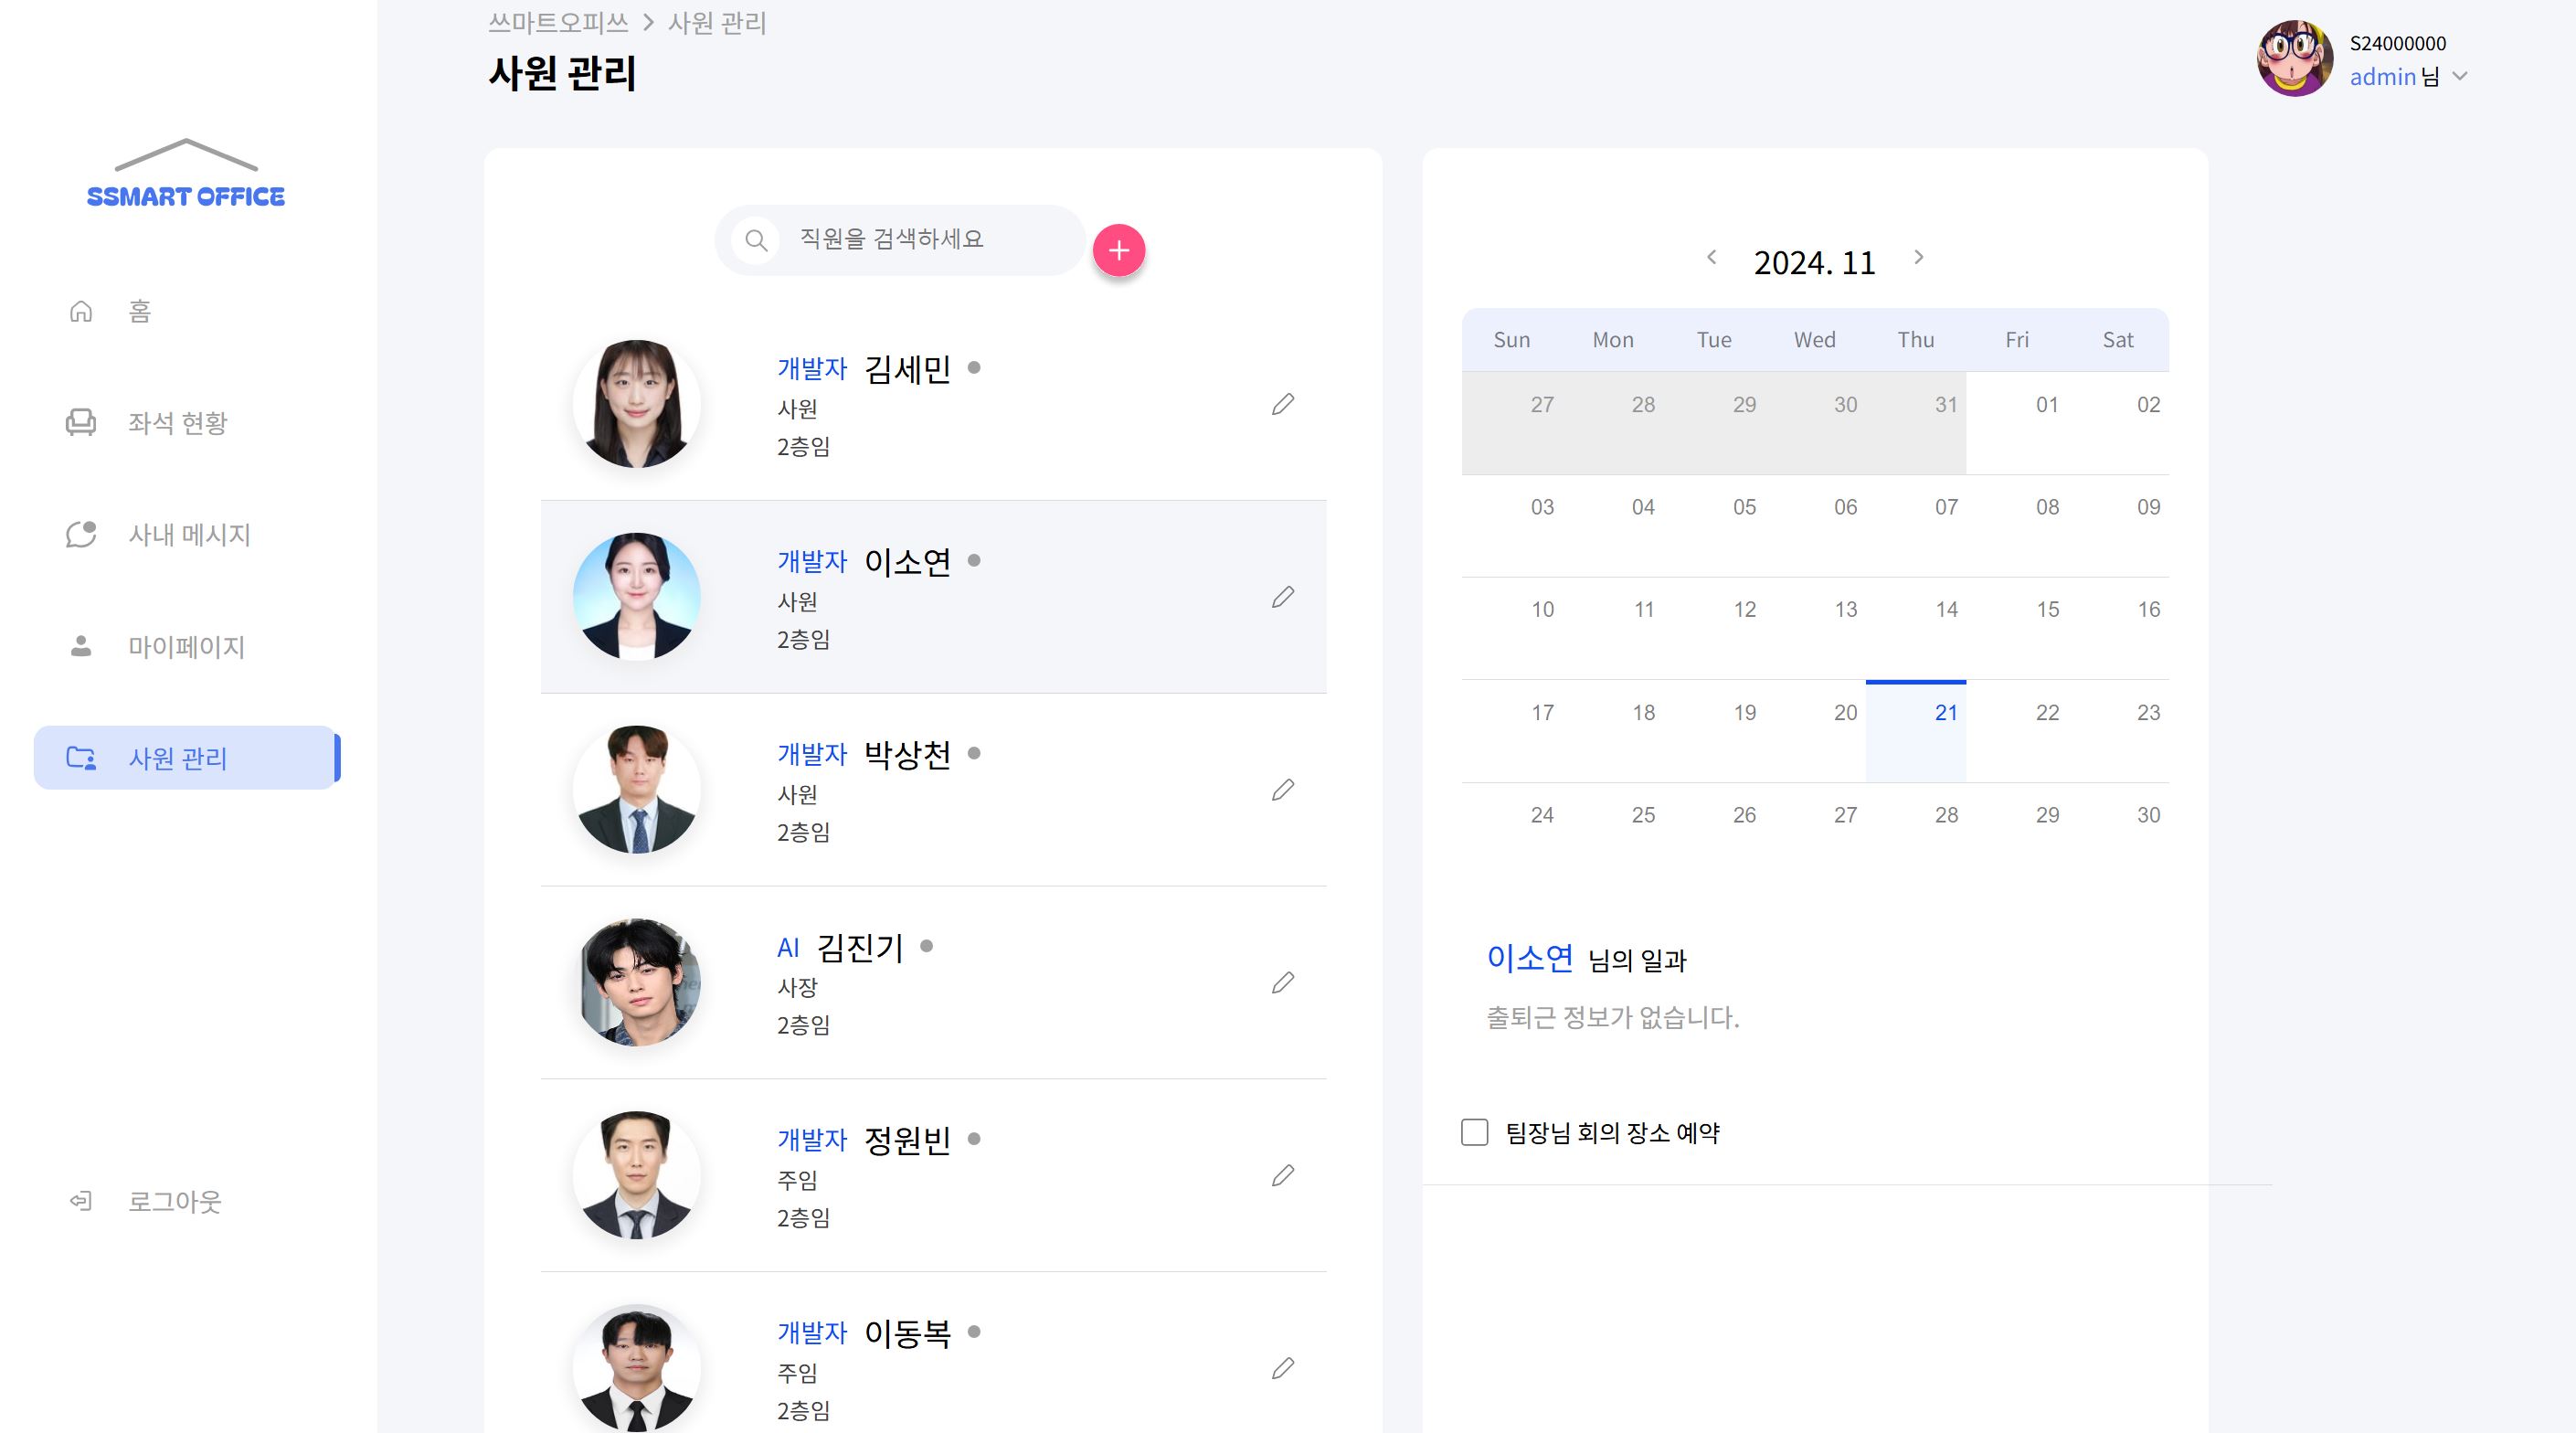 쓰마트오피쓰 > 사원 관리
사원 관리
S24000000
admin 님
SSMART OFFICE
홈
좌석 현황
사내 메시지
마이페이지
사원 관리
로그아웃
직원을 검색하세요
개발자 김세민
사원
2층임
개발자 이소연
사원
2층임
개발자 박상천
사원
2층임
AI 김진기
사장
2층임
개발자 정원빈
주임
2층임
개발자 이동복
주임
2층임
2024. 11
Sun Mon Tue Wed Thu Fri Sat
27 28 29 30 31 01 02
03 04 05 06 07 08 09
10 11 12 13 14 15 16
17 18 19 20 21 22 23
24 25 26 27 28 29 30
이소연 님의 일과
출퇴근 정보가 없습니다.
팀장님 회의 장소 예약